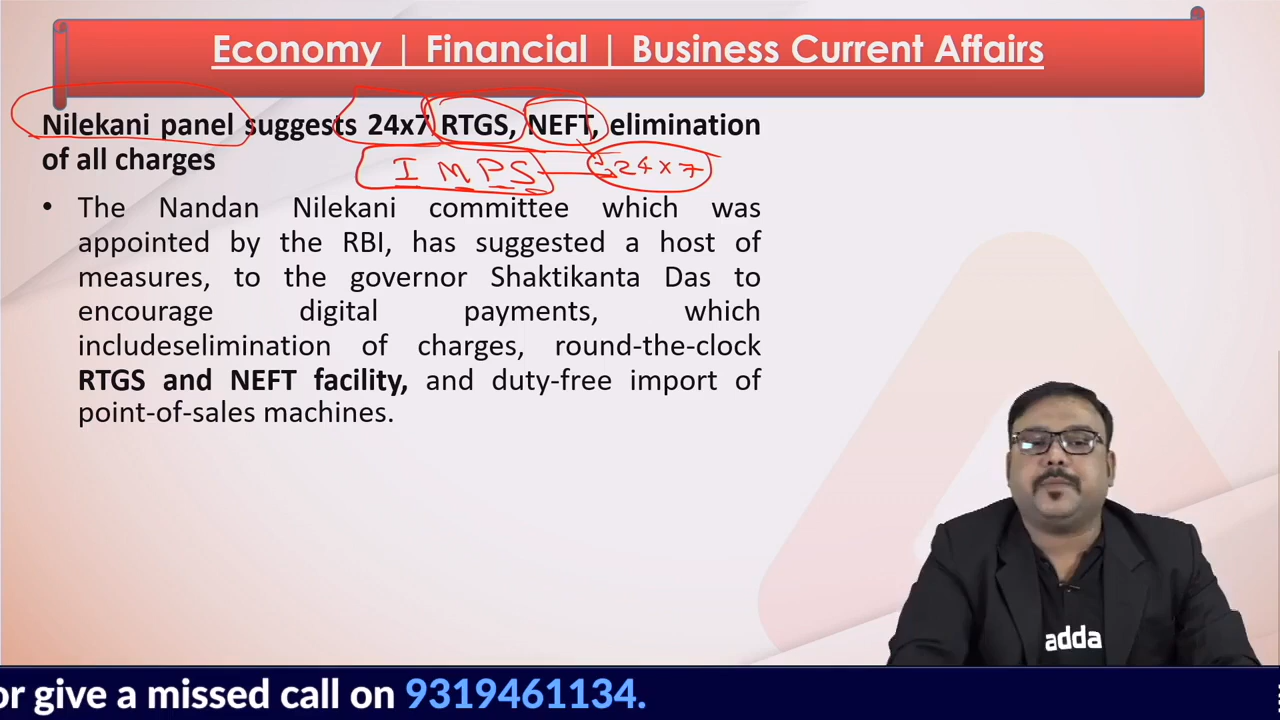 Economy | Financial | Business Current Affairs
Nilekani panel suggests 24x7 RTGS, NEFT, elimination
of all charges
I M P S 24 x 7
• The Nandan Nilekani committee which was
appointed by the RBI, has suggested a host of
measures, to the governor Shaktikanta Das to
encourage digital payments, which
includeselimination of charges, round-the-clock
RTGS and NEFT facility, and duty-free import of
point-of-sales machines.
adda
or give a missed call on 9319461134.